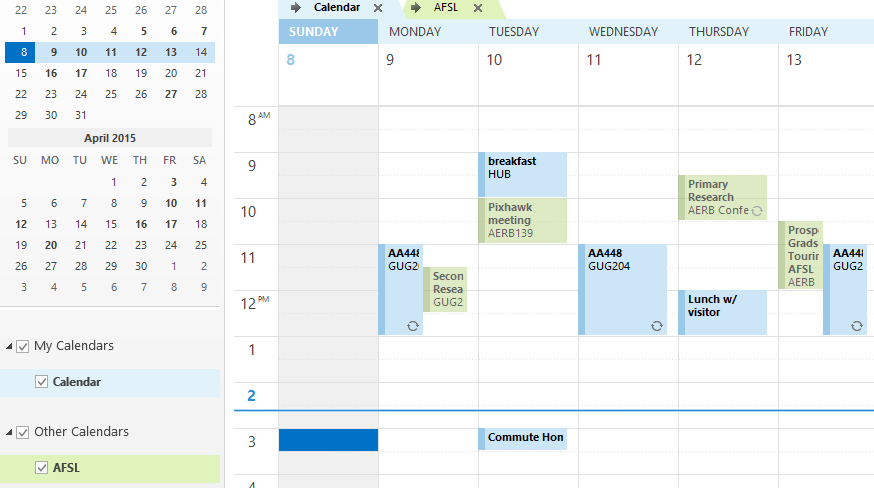 22 23 24 25 26 27 28
1 2 3 4 5 6 7
8 9 10 11 12 13 14
15 16 17 18 19 20 21
22 23 24 25 26 27 28
29 30 31
April 2015
SU MO TU WE TH FR SA
1 2 3 4
5 6 7 8 9 10 11
12 13 14 15 16 17 18
19 20 21 22 23 24 25
26 27 28 29 30 1 2
3 4 5 6 7 8 9
My Calendars
Calendar
Other Calendars
AFSL
Calendar AFSL
SUNDAY MONDAY TUESDAY WEDNESDAY THURSDAY FRIDAY
8 9 10 11 12 13
8 AM
9
breakfast
HUB
Primary
Research
AERB Confe
10
Pixhawk
meeting
AERB139
Prosp
Grads
Tourir
AFSL
AERB
11
AA448
GUG20
Secon
Resea
GUG2
AA448
GUG204
AA448
GUG2
12 PM
Lunch w/
visitor
1
2
3
Commute Hom
4